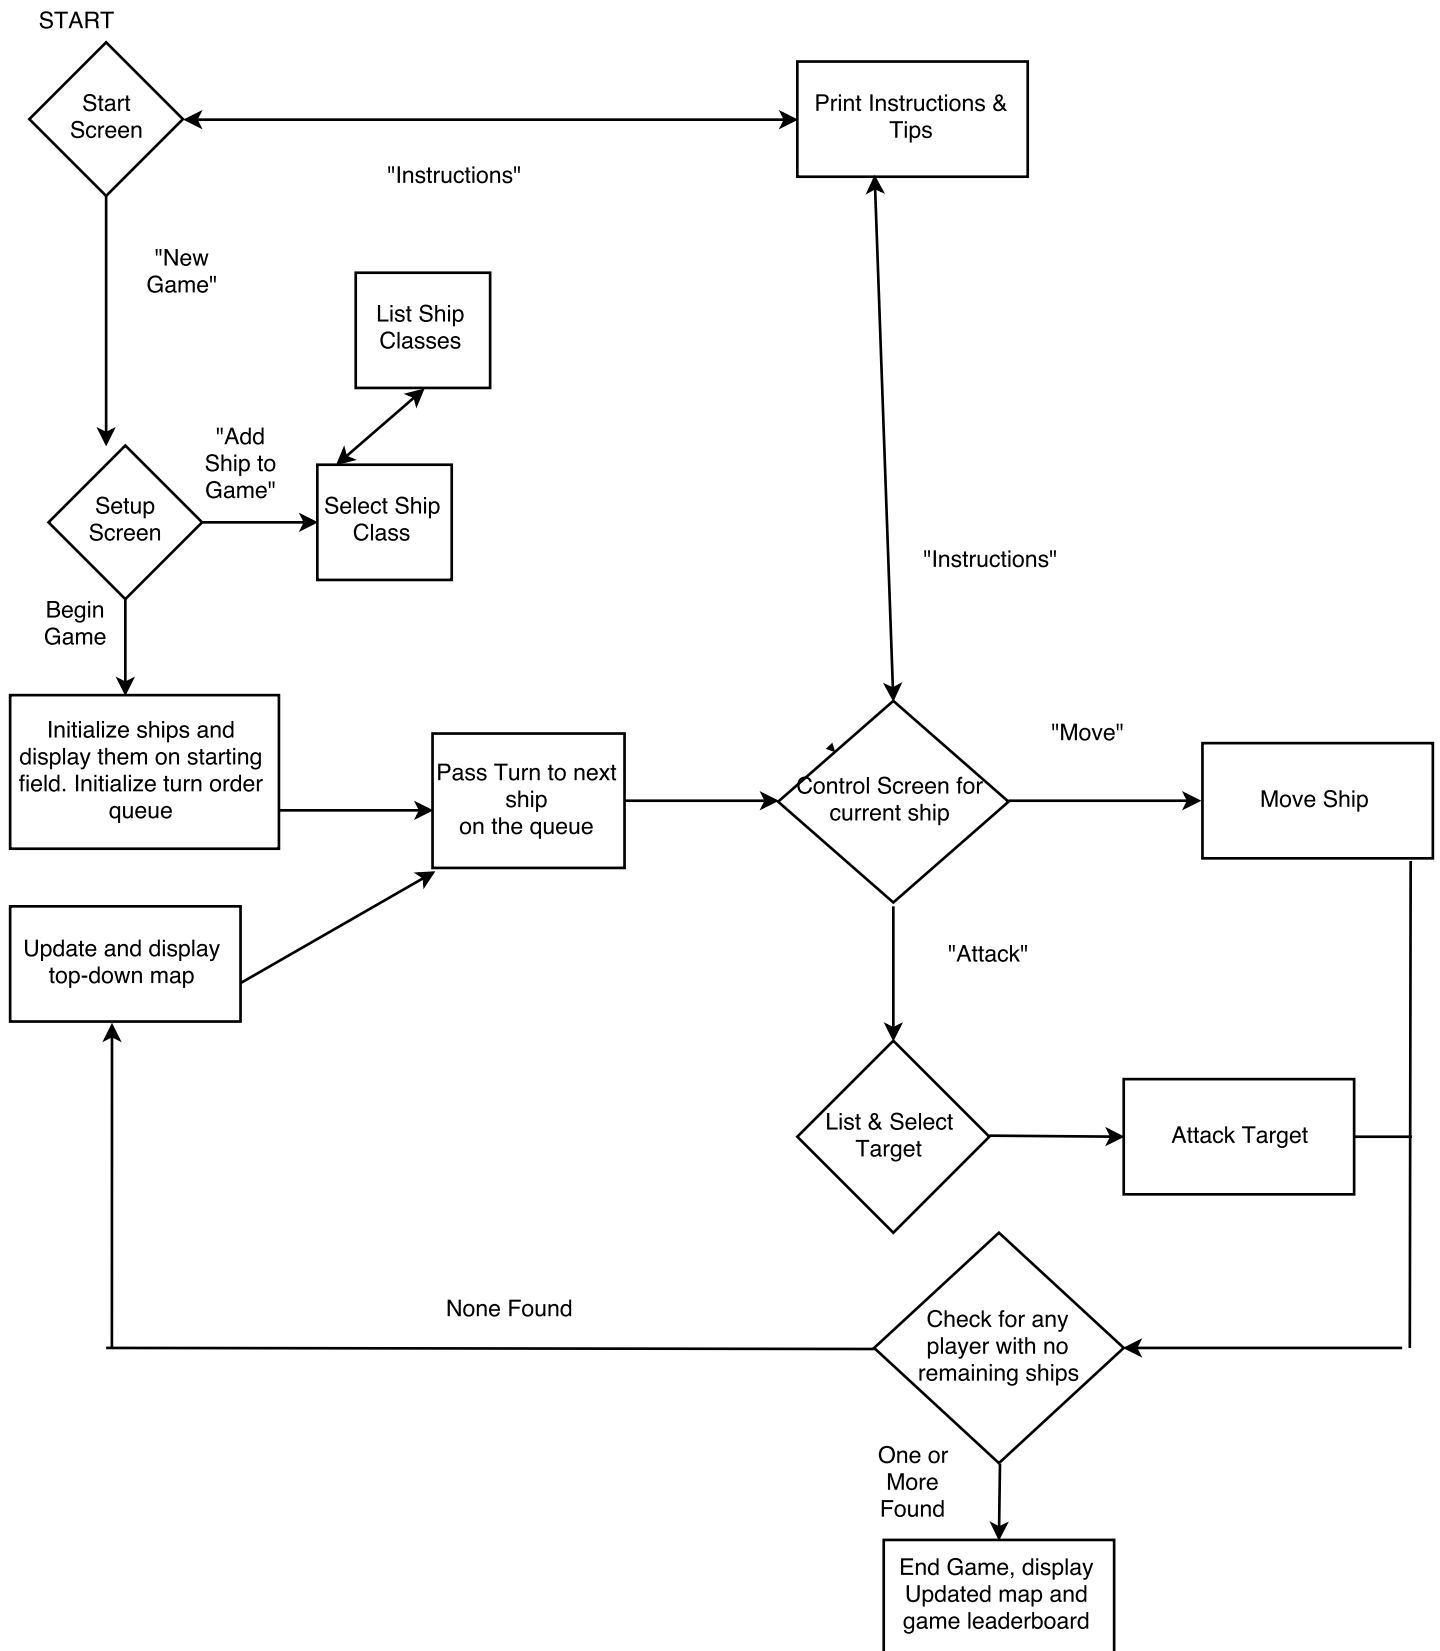 START
Start
Screen
Print Instructions &
Tips
"Instructions"
"New
Game"
List Ship
Classes
"Add
Ship to
Game"
Setup
Screen
Select Ship
Class
"Instructions"
Begin
Game
Initialize ships and
display them on starting
field. Initialize turn order
queue
Pass Turn to next
ship
on the queue
Control Screen for
current ship
"Move"
Move Ship
Update and display
top-down map
"Attack"
List & Select
Target
Attack Target
None Found
Check for any
player with no
remaining ships
One or
More
Found
End Game, display
Updated map and
game leaderboard